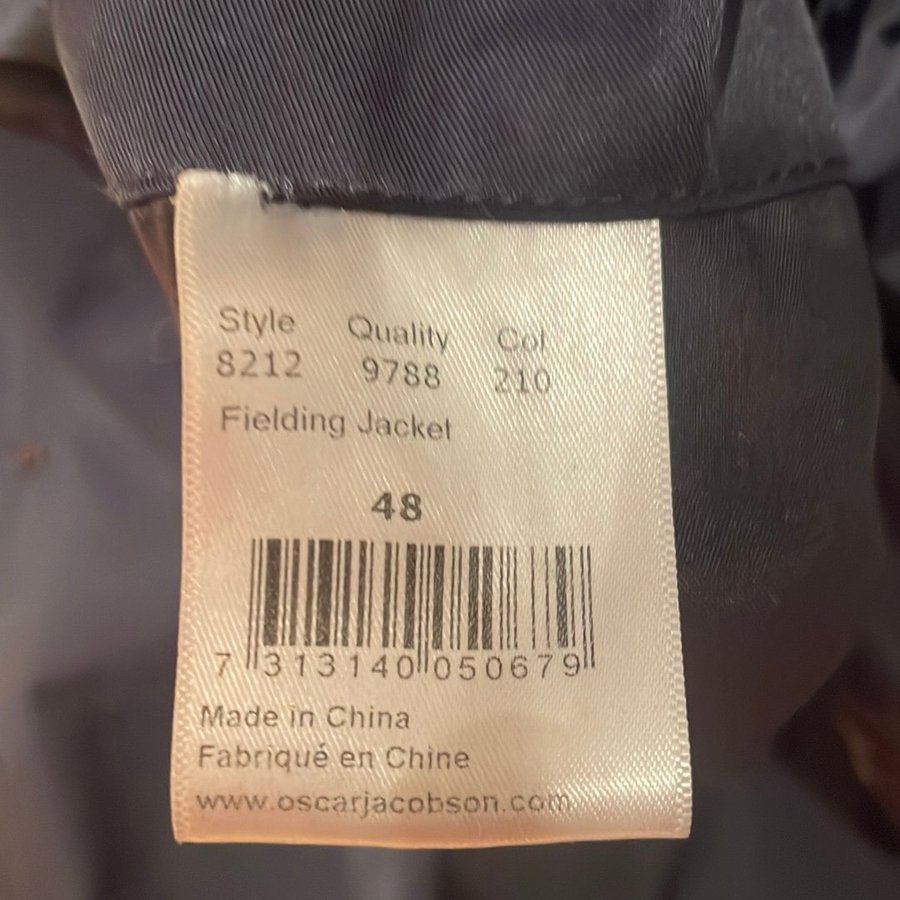 Style Quality Col
8212 9788 210
Fielding Jacket
48
7 313140 050679
Made in China
Fabriqué en Chine
www.oscarjacobson.com